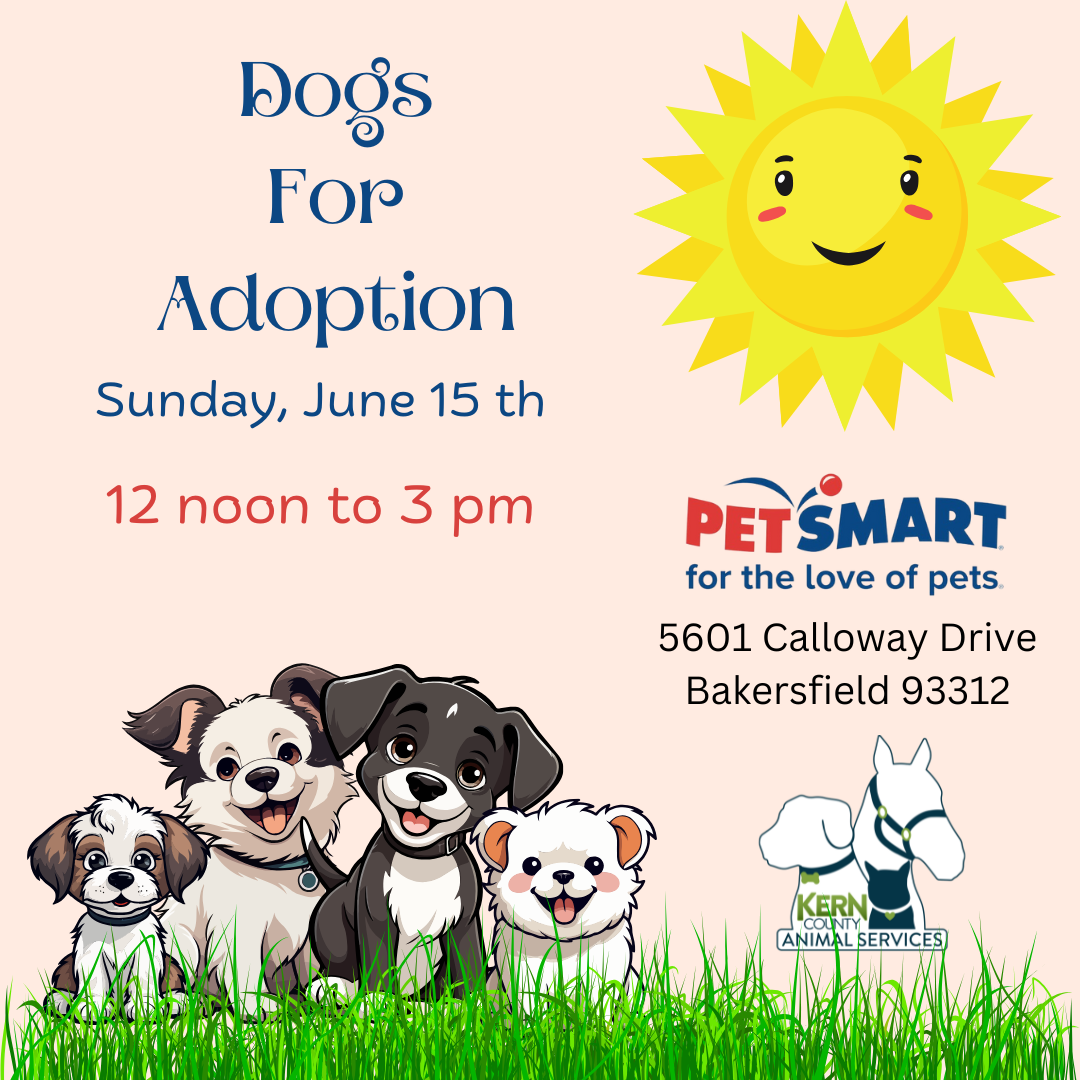 Dogs
For
Adoption
Sunday, June 15 th
12 noon to 3 pm
PETSMART
for the love of pets
5601 Calloway Drive
Bakersfield 93312
KERN
COUNTY
ANIMAL SERVICES